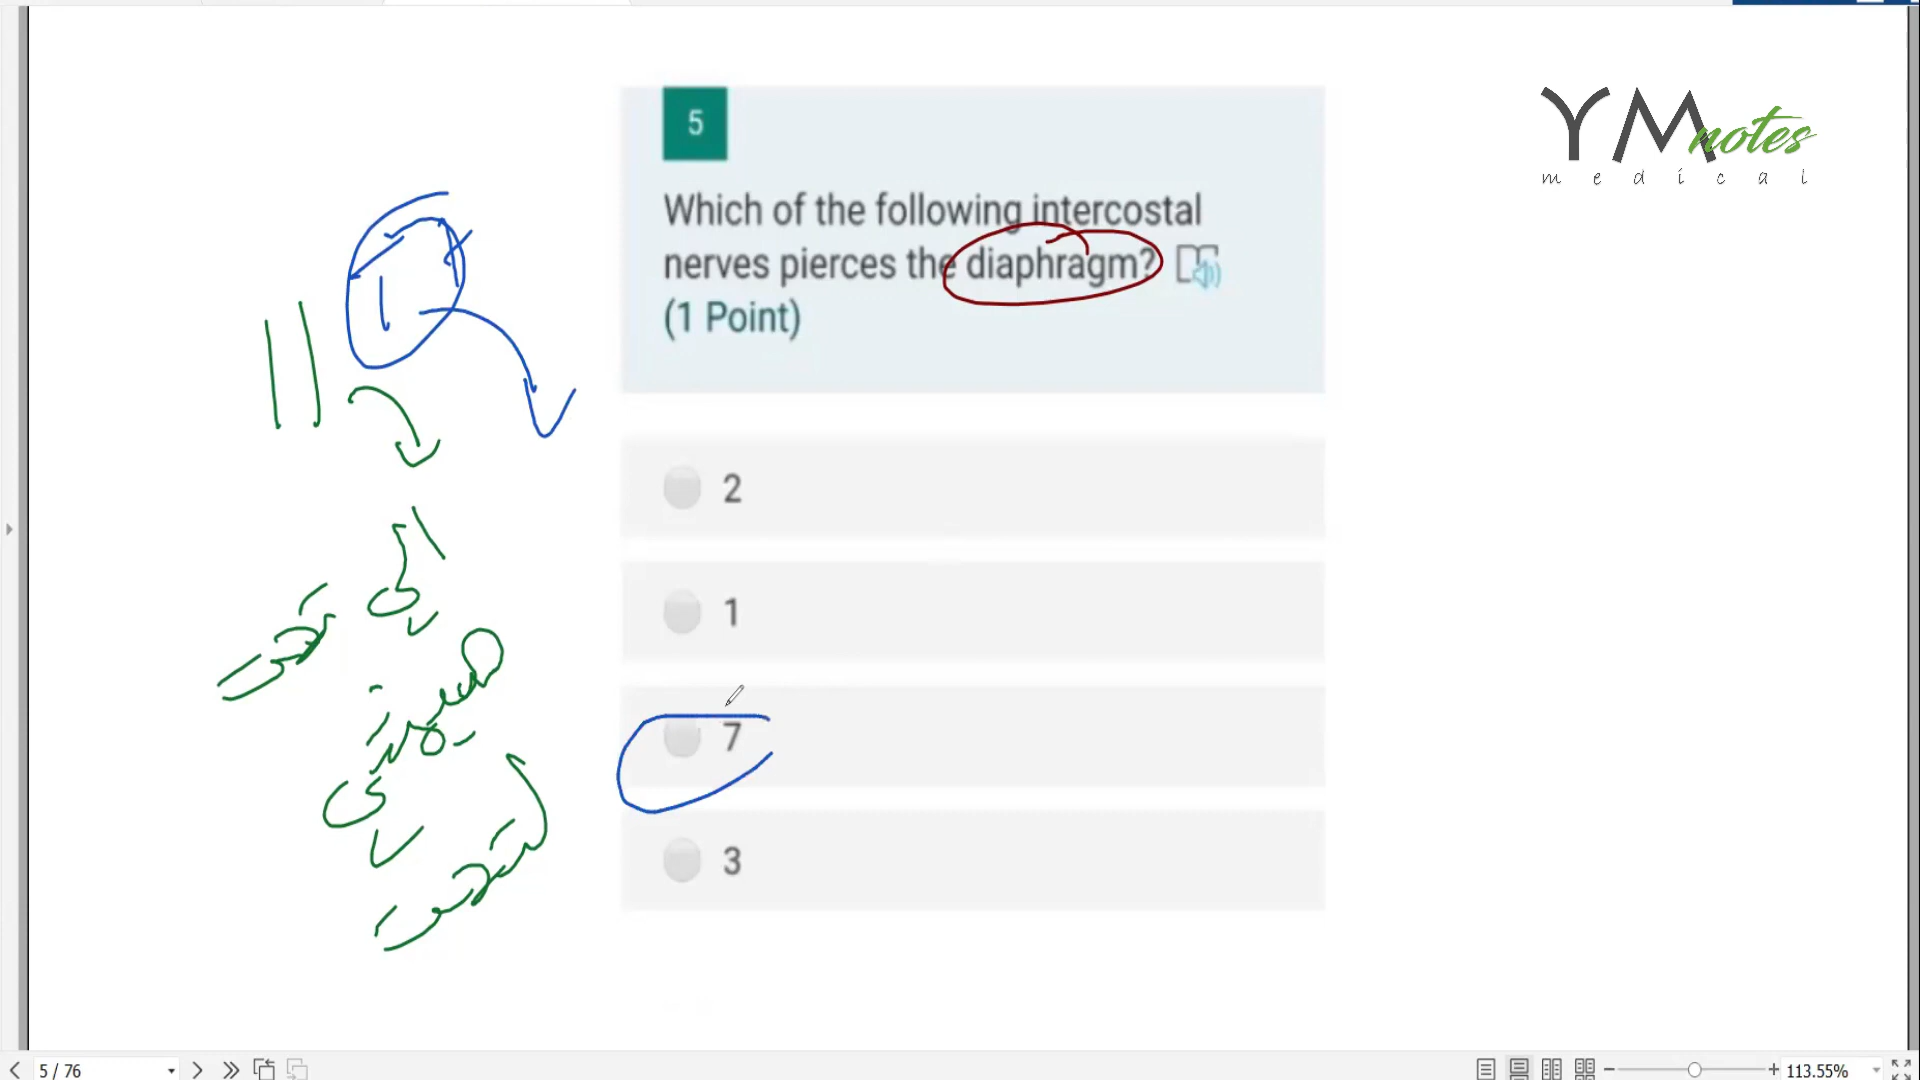 YM notes
medical
5
Which of the following intercostal
nerves pierces the diaphragm?
(1 Point)
2
1
7
3
5 / 76
113.55%